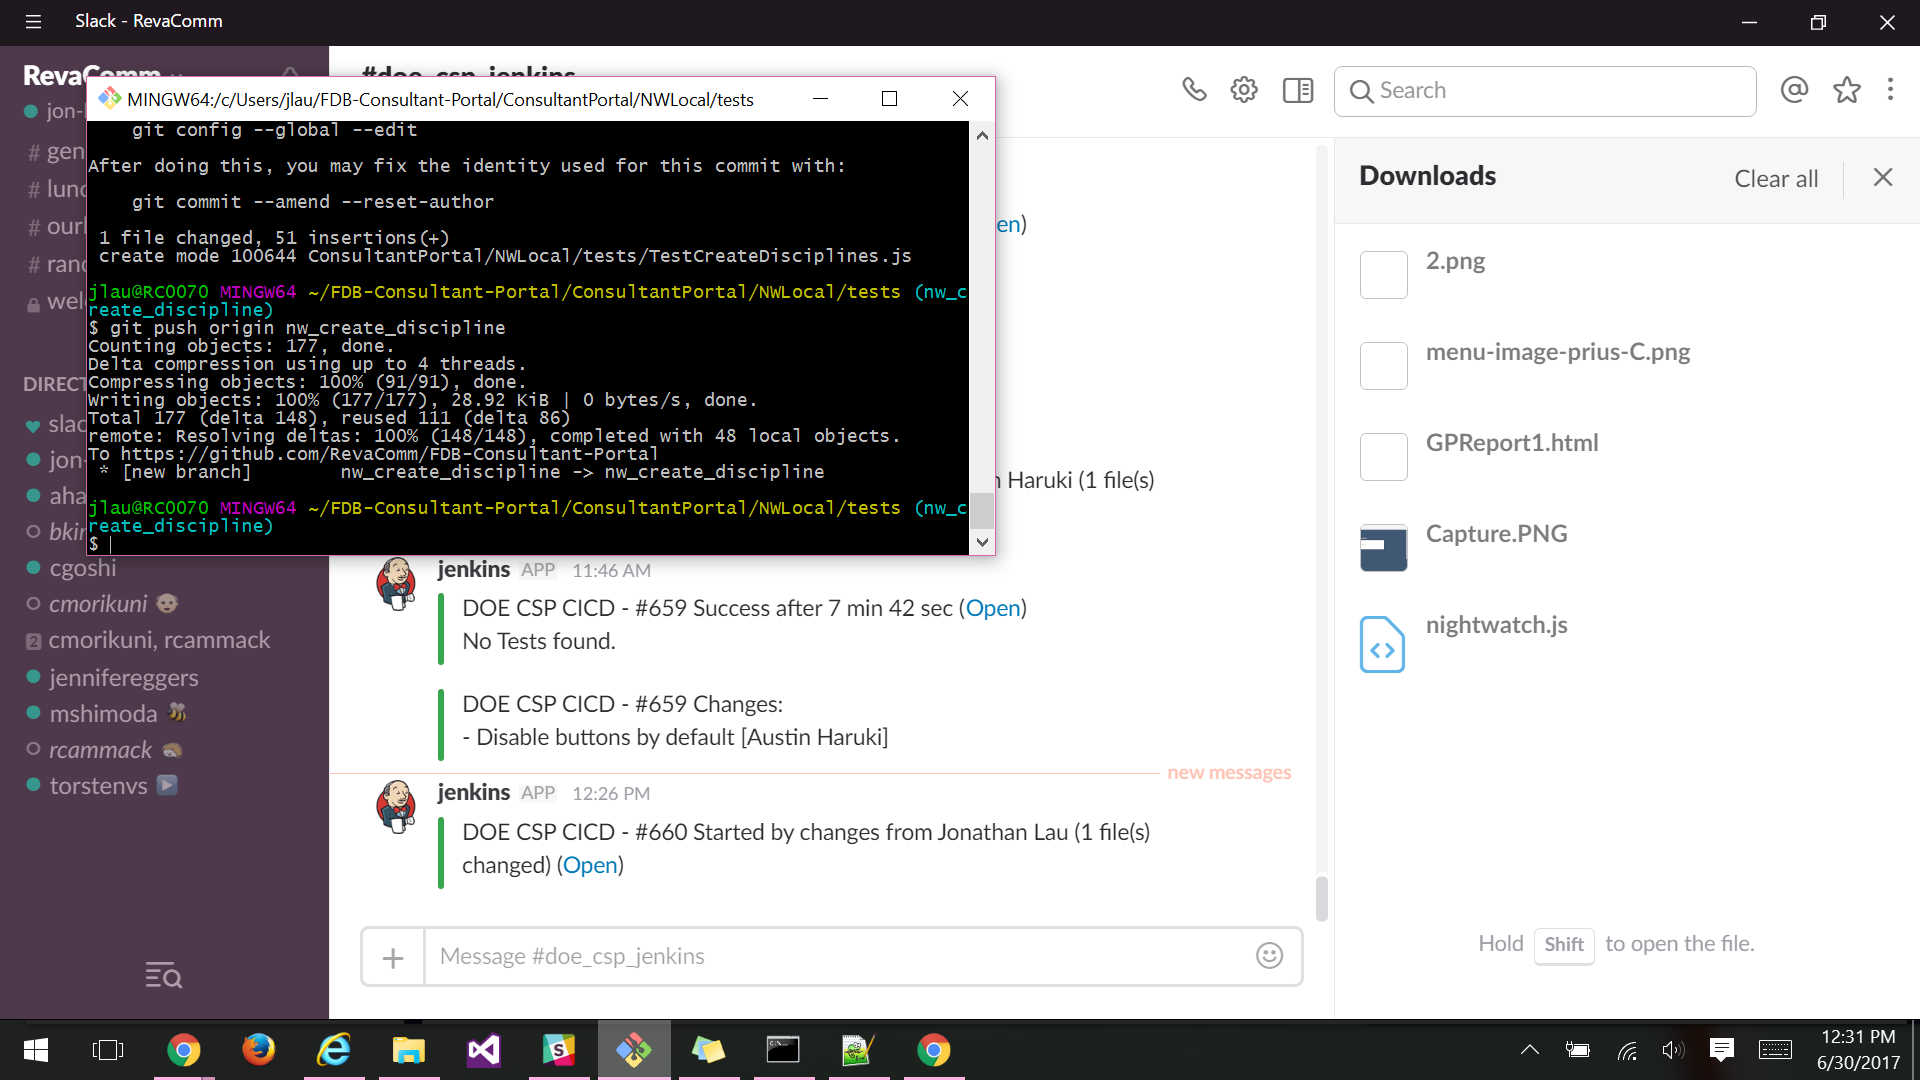 Slack - RevaComm
RevaComm
jon-
# gen
# lunc
# ourl
# rand
wel
DIRECT
slac
jon-
aha
bkir
cgoshi
cmorikuni
2 cmorikuni, rcammack
jennifereggers
mshimoda
rcammack
torstenvs
#doe_csp_jenkins
Search
MINGW64:/c/Users/jlau/FDB-Consultant-Portal/ConsultantPortal/NWLocal/tests
git config --global --edit
After doing this, you may fix the identity used for this commit with:
git commit --amend --reset-author
1 file changed, 51 insertions(+)
create mode 100644 ConsultantPortal/NWLocal/tests/TestCreateDisciplines.js
jlau@RC0070 MINGW64 ~/FDB-Consultant-Portal/ConsultantPortal/NWLocal/tests (nw_c
reate_discipline)
$ git push origin nw_create_discipline
Counting objects: 177, done.
Delta compression using up to 4 threads.
Compressing objects: 100% (91/91), done.
Writing objects: 100% (177/177), 28.92 KiB | 0 bytes/s, done.
Total 177 (delta 148), reused 111 (delta 86)
remote: Resolving deltas: 100% (148/148), completed with 48 local objects.
To https://github.com/RevaComm/FDB-Consultant-Portal
* [new branch] nw_create_discipline -> nw_create_discipline
jlau@RC0070 MINGW64 ~/FDB-Consultant-Portal/ConsultantPortal/NWLocal/tests (nw_c
reate_discipline)
$
en)
Haruki (1 file(s)
jenkins APP 11:46 AM
DOE CSP CICD - #659 Success after 7 min 42 sec (Open)
No Tests found.
DOE CSP CICD - #659 Changes:
- Disable buttons by default [Austin Haruki]
new messages
jenkins APP 12:26 PM
DOE CSP CICD - #660 Started by changes from Jonathan Lau (1 file(s)
changed) (Open)
Message #doe_csp_jenkins
Downloads
Clear all
2.png
menu-image-prius-C.png
GPReport1.html
Capture.PNG
nightwatch.js
Hold Shift to open the file.
12:31 PM
6/30/2017